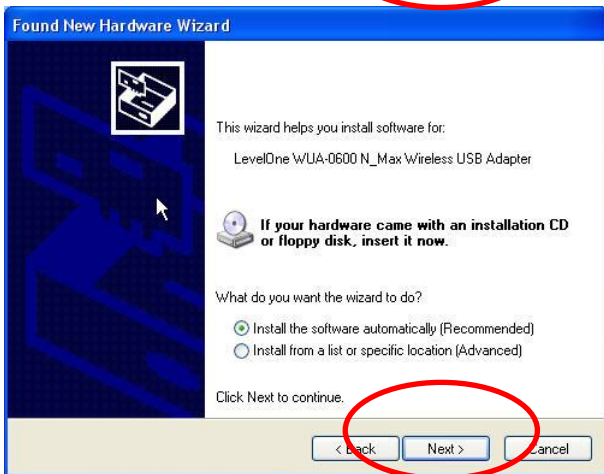 Found New Hardware Wizard
This wizard helps you install software for:
LevelOne WUA-0600 N_Max Wireless USB Adapter
If your hardware came with an installation CD
or floppy disk, insert it now.
What do you want the wizard to do?
Install the software automatically (Recommended)
Install from a list or specific location (Advanced)
Click Next to continue.
< Back Next > Cancel